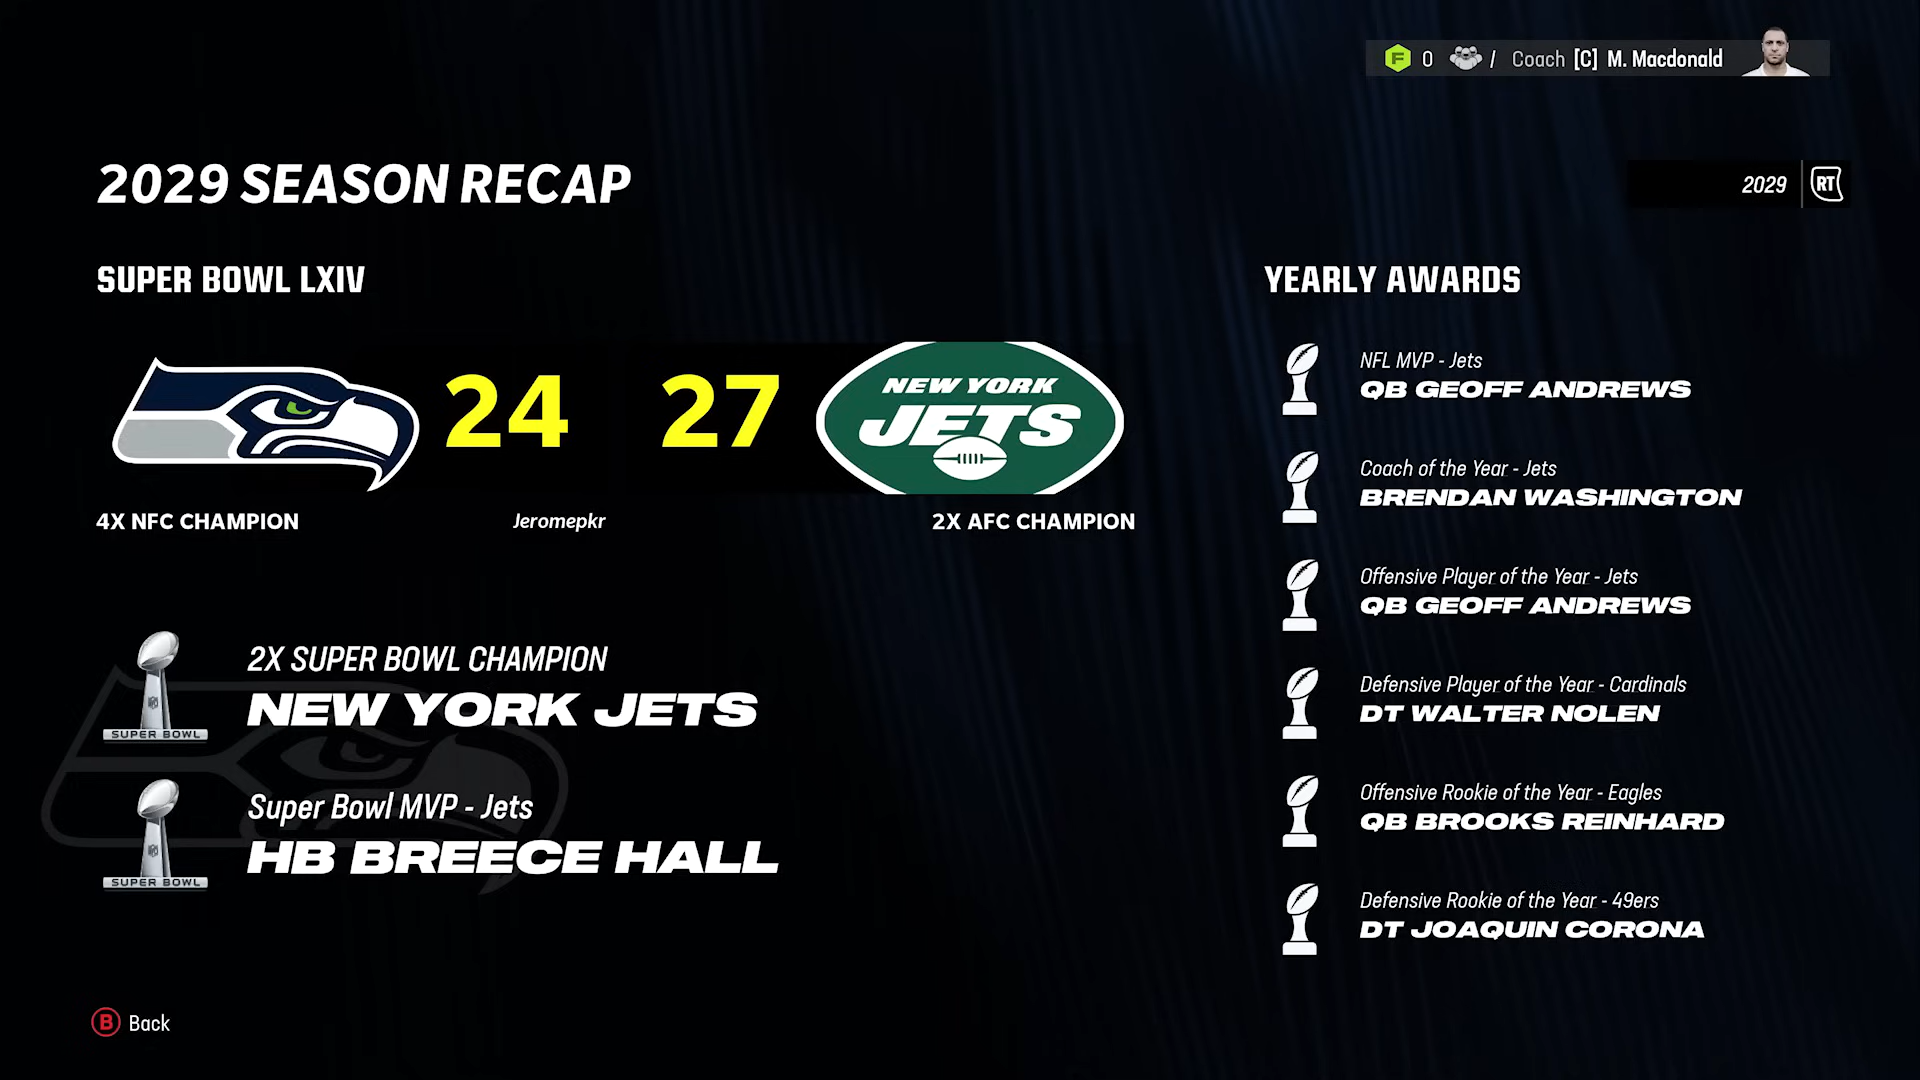 F 0 / Coach [C] M. Macdonald
2029 SEASON RECAP
2029 RT
SUPER BOWL LXIV
24 27
NEW YORK
JETS
4X NFC CHAMPION
Jeromepkr
2X AFC CHAMPION
SUPER BOWL
2X SUPER BOWL CHAMPION
NEW YORK JETS
SUPER BOWL
Super Bowl MVP - Jets
HB BREECE HALL
YEARLY AWARDS
NFL MVP - Jets
QB GEOFF ANDREWS
Coach of the Year - Jets
BRENDAN WASHINGTON
Offensive Player of the Year - Jets
QB GEOFF ANDREWS
Defensive Player of the Year - Cardinals
DT WALTER NOLEN
Offensive Rookie of the Year - Eagles
QB BROOKS REINHARD
Defensive Rookie of the Year - 49ers
DT JOAQUIN CORONA
B Back